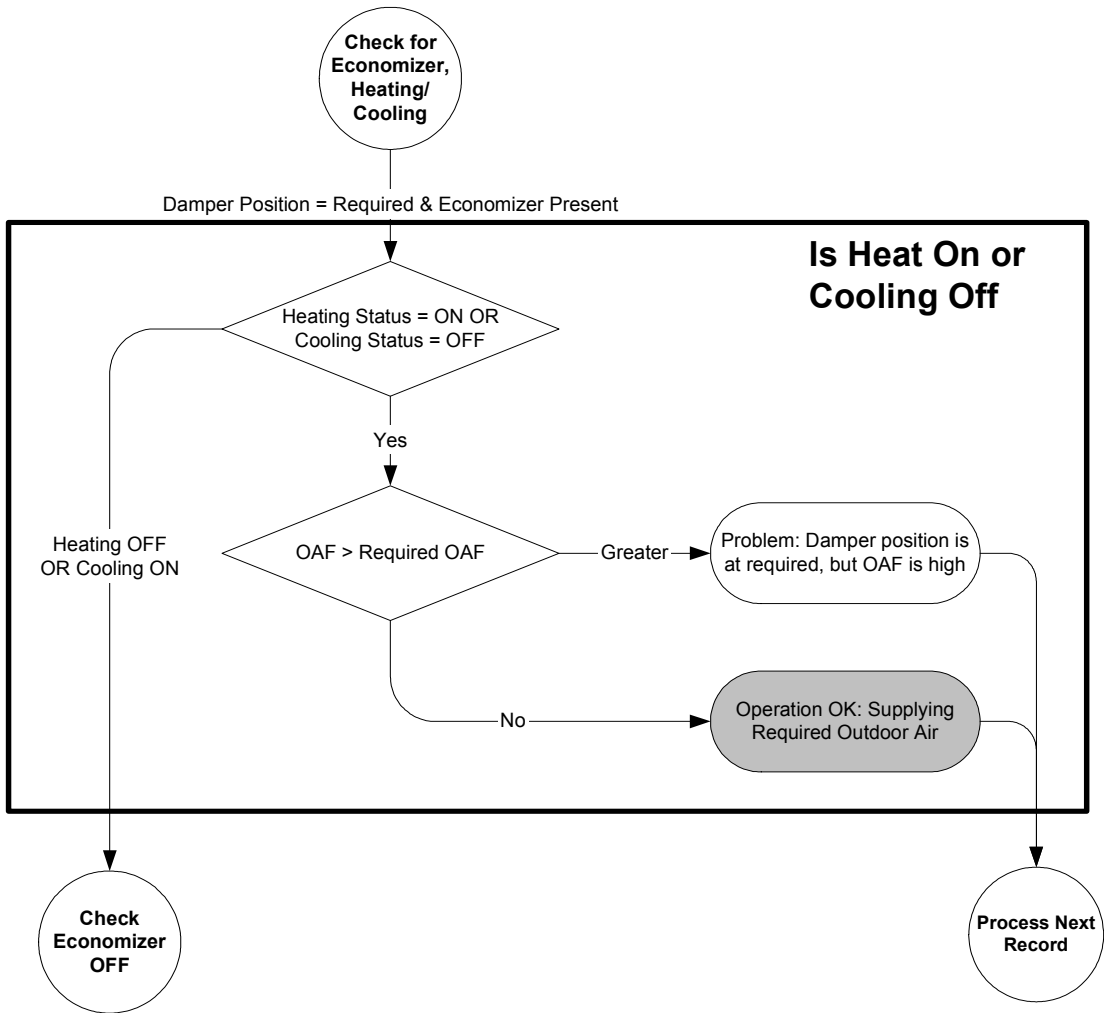 Check for
Economizer,
Heating/
Cooling
Damper Position = Required & Economizer Present
Is Heat On or
Cooling Off
Heating Status = ON OR
Cooling Status = OFF
Yes
Heating OFF
OR Cooling ON
OAF > Required OAF
Greater
Problem: Damper position is
at required, but OAF is high
No
Operation OK: Supplying
Required Outdoor Air
Check
Economizer
OFF
Process Next
Record